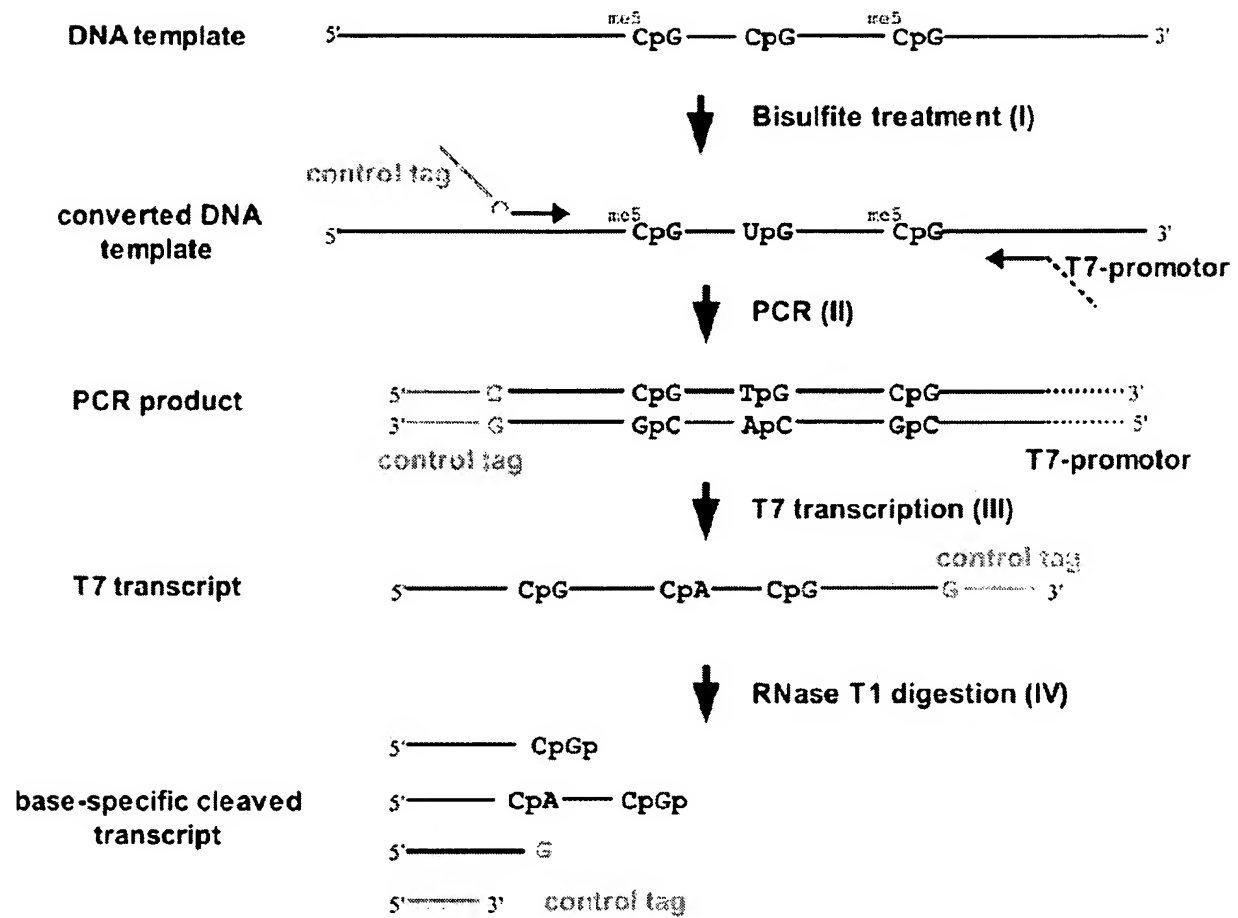 DNA template 5' me5 CpG CpG me5 CpG 3'
Bisulfite treatment (I)
control tag
converted DNA template 5' C me5 CpG UpG me5 CpG 3'
T7-promotor
PCR (II)
PCR product 5' C CpG TpG CpG 3'
3' G GpC ApC GpC 5'
control tag T7-promotor
T7 transcription (III)
control tag
T7 transcript 5' CpG CpA CpG G 3'
RNase T1 digestion (IV)
5' CpGp
base-specific cleaved transcript 5' CpA CpGp
5' G
5' 3' control tag